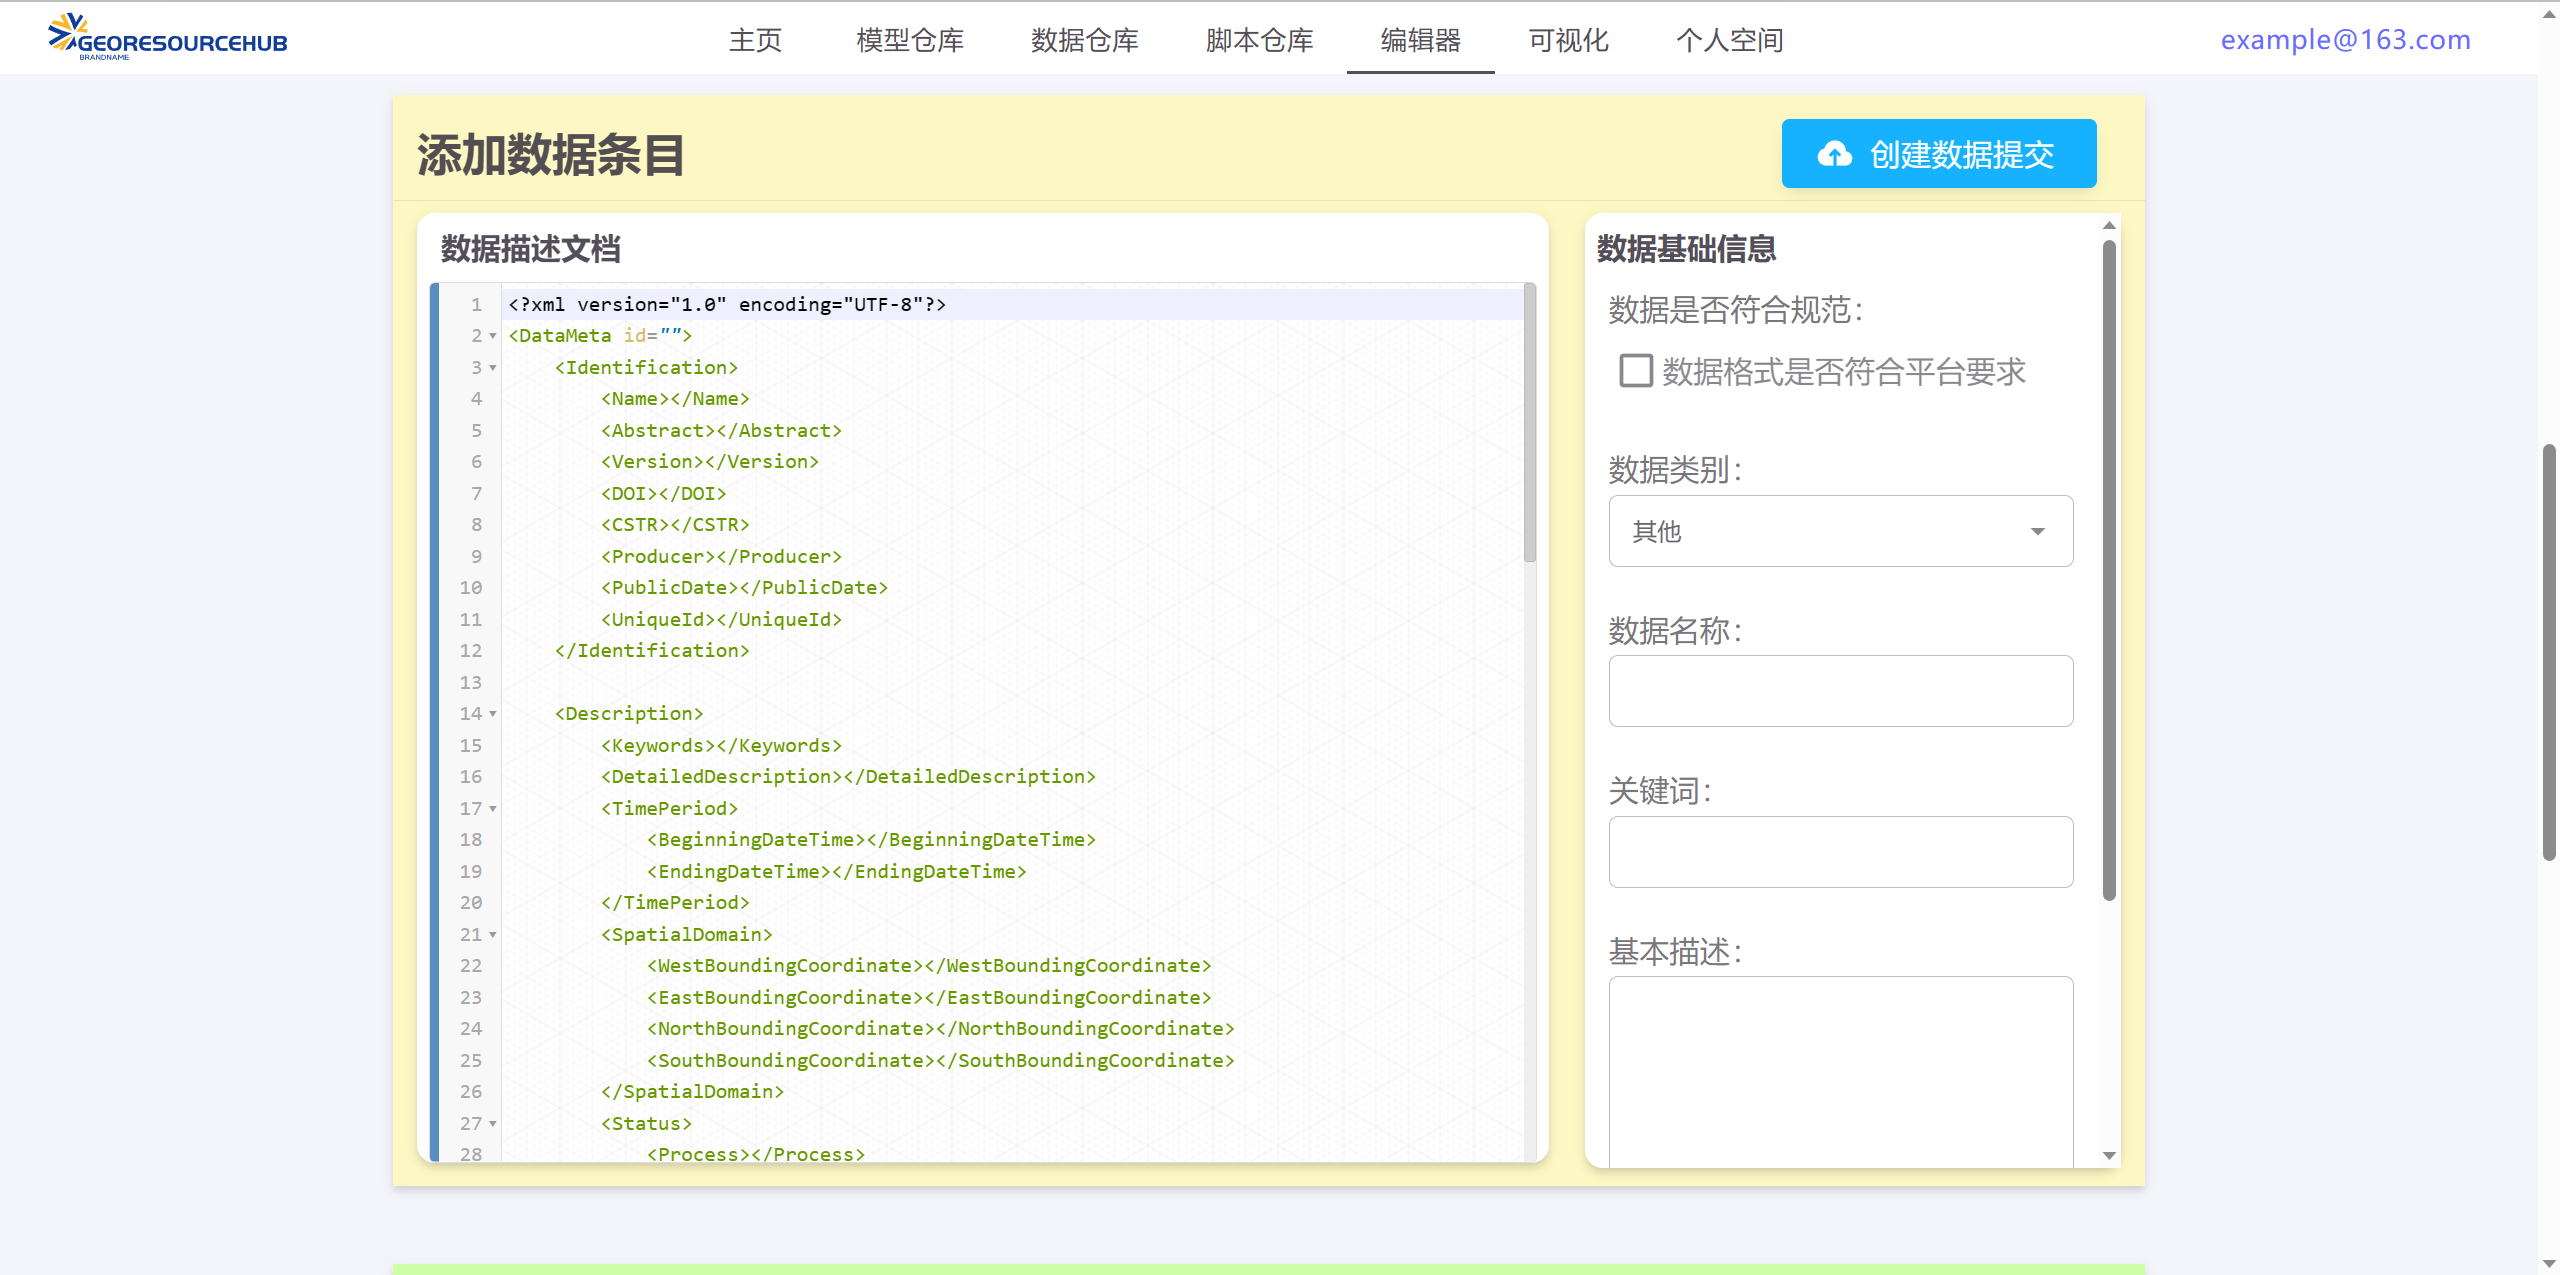 GEORESOURCEHUB
BRANDNAME
主页 模型仓库 数据仓库 脚本仓库 编辑器 可视化 个人空间
example@163.com
添加数据条目
创建数据提交
数据描述文档
1 <?xml version="1.0" encoding="UTF-8"?>
2 <DataMeta id="">
3 <Identification>
4 <Name></Name>
5 <Abstract></Abstract>
6 <Version></Version>
7 <DOI></DOI>
8 <CSTR></CSTR>
9 <Producer></Producer>
10 <PublicDate></PublicDate>
11 <UniqueId></UniqueId>
12 </Identification>
13
14 <Description>
15 <Keywords></Keywords>
16 <DetailedDescription></DetailedDescription>
17 <TimePeriod>
18 <BeginningDateTime></BeginningDateTime>
19 <EndingDateTime></EndingDateTime>
20 </TimePeriod>
21 <SpatialDomain>
22 <WestBoundingCoordinate></WestBoundingCoordinate>
23 <EastBoundingCoordinate></EastBoundingCoordinate>
24 <NorthBoundingCoordinate></NorthBoundingCoordinate>
25 <SouthBoundingCoordinate></SouthBoundingCoordinate>
26 </SpatialDomain>
27 <Status>
28 <Process></Process>
数据基础信息
数据是否符合规范：
数据格式是否符合平台要求
数据类别：
其他
数据名称：
关键词：
基本描述：